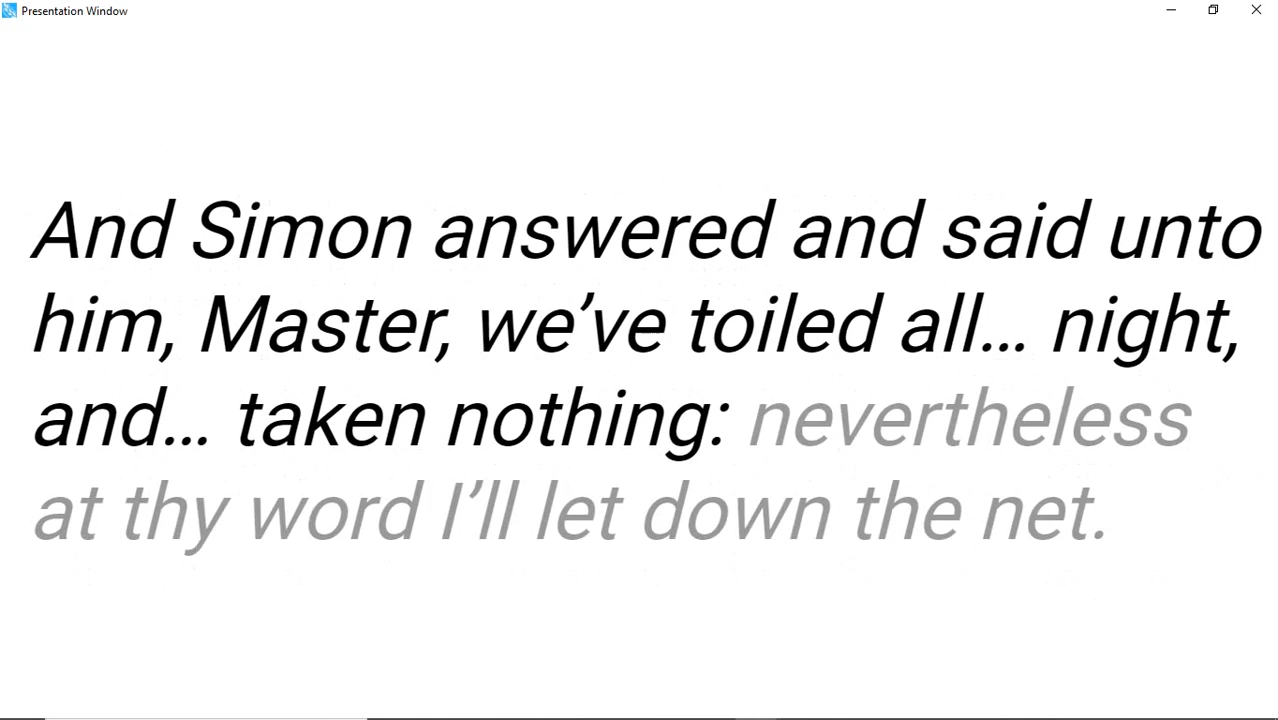 Presentation Window
And Simon answered and said unto
him, Master, we’ve toiled all… night,
and… taken nothing: nevertheless
at thy word I’ll let down the net.